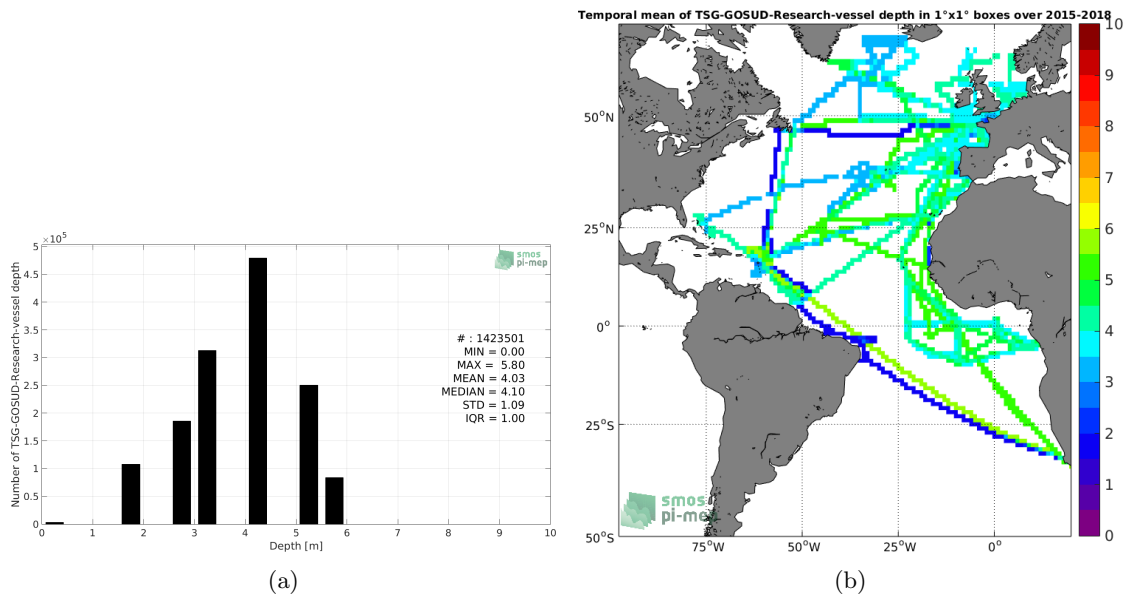 ×10⁵
5
4.5
4
3.5
3
2.5
2
1.5
1
0.5
0
Number of TSG-GOSUD-Research-vessel depth
smos
pi-mep
# : 1423501
MIN = 0.00
MAX = 5.80
MEAN = 4.03
MEDIAN = 4.10
STD = 1.09
IQR = 1.00
0 1 2 3 4 5 6 7 8 9 10
Depth [m]
(a)
Temporal mean of TSG-GOSUD-Research-vessel depth in 1°x1° boxes over 2015-2018
50°N
25°N
0°
25°S
50°S
75°W 50°W 25°W 0°
smos
pi-mep
10
9
8
7
6
5
4
3
2
1
0
(b)